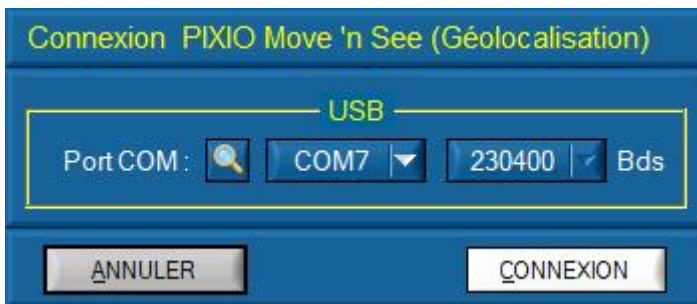 Connexion PIXIO Move 'n See (Géolocalisation)
USB
Port COM : COM7 230400 Bds
ANNULER CONNEXION